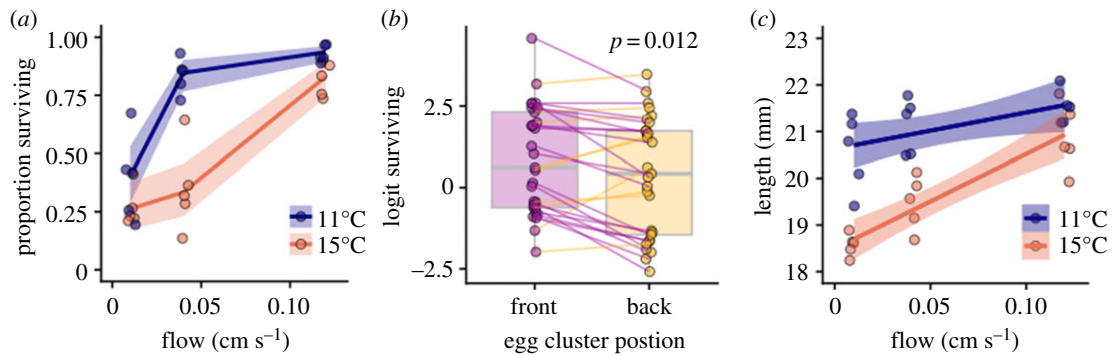 (a)
proportion surviving
1.00
0.75
0.50
0.25
0
0
0.05
0.10
flow (cm s⁻¹)
11°C
15°C
(b)
logit surviving
2.5
0
−2.5
p = 0.012
front
back
egg cluster postion
(c)
length (mm)
23
22
21
20
19
18
0
0.05
0.10
flow (cm s⁻¹)
11°C
15°C